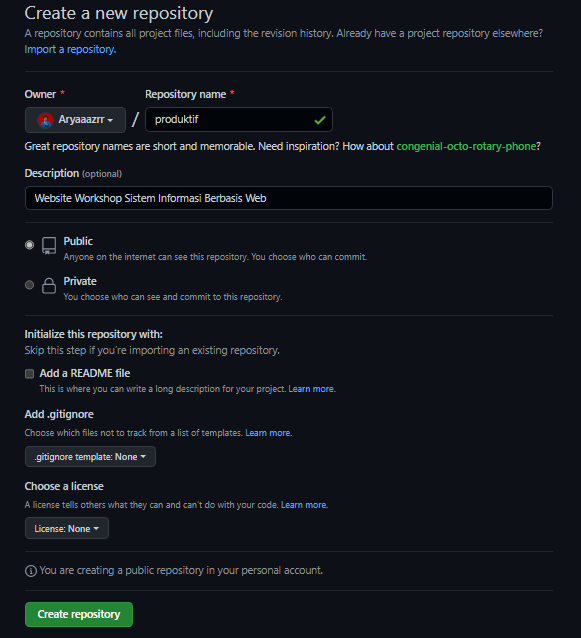 Create a new repository
A repository contains all project files, including the revision history. Already have a project repository elsewhere?
Import a repository.
Owner *
Repository name *
Aryaaazrr
/
produktif
Great repository names are short and memorable. Need inspiration? How about congenial-octo-rotary-phone?
Description (optional)
Website Workshop Sistem Informasi Berbasis Web
Public
Anyone on the internet can see this repository. You choose who can commit.
Private
You choose who can see and commit to this repository.
Initialize this repository with:
Skip this step if you're importing an existing repository.
Add a README file
This is where you can write a long description for your project. Learn more.
Add .gitignore
Choose which files not to track from a list of templates. Learn more.
.gitignore template: None
Choose a license
A license tells others what they can and can't do with your code. Learn more.
License: None
You are creating a public repository in your personal account.
Create repository